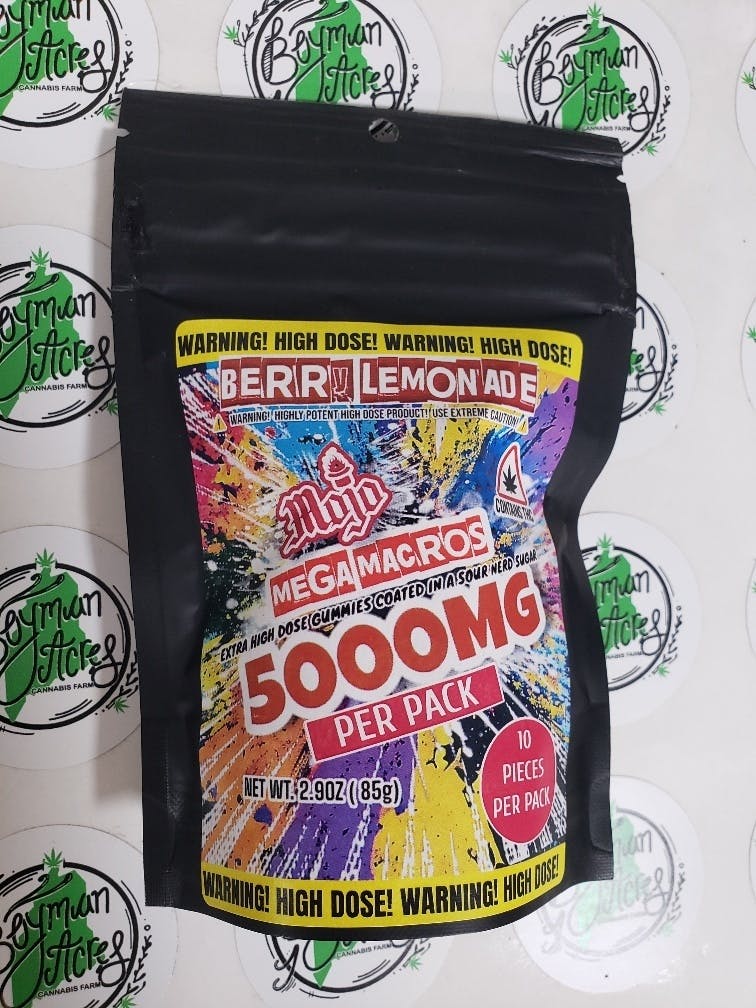 Boyman
Acres
CANNABIS FARM
WARNING! HIGH DOSE! WARNING! HIGH DOSE!
BERRY LEMONADE
WARNING! HIGHLY POTENT HIGH DOSE PRODUCT! USE EXTREME CAUTION!
Mojo
CONTAINS THC
MEGA MACROS
EXTRA HIGH DOSE GUMMIES COATED IN A SOUR NERD SUGAR
5000MG
PER PACK
10
PIECES
PER PACK
NET WT. 2.9OZ ( 85g)
WARNING! HIGH DOSE! WARNING! HIGH DOSE!